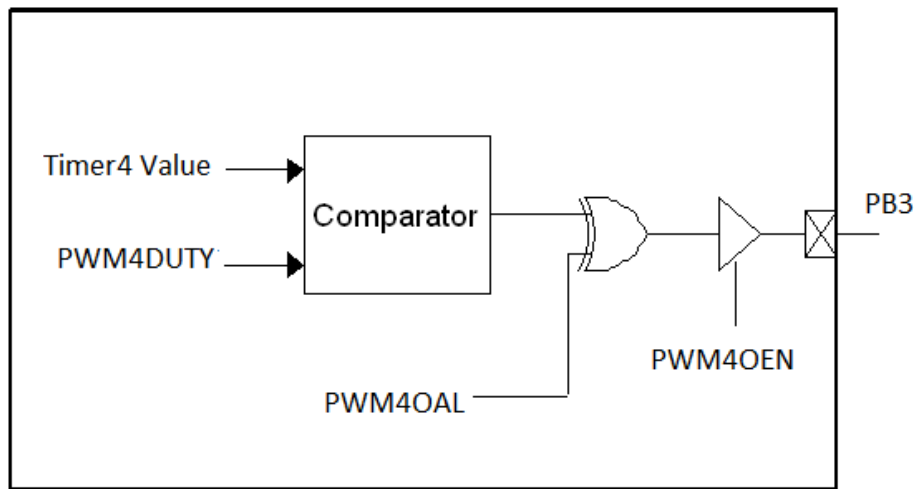 Timer4 Value
Comparator
PB3
PWM4DUTY
PWM4OEN
PWM4OAL